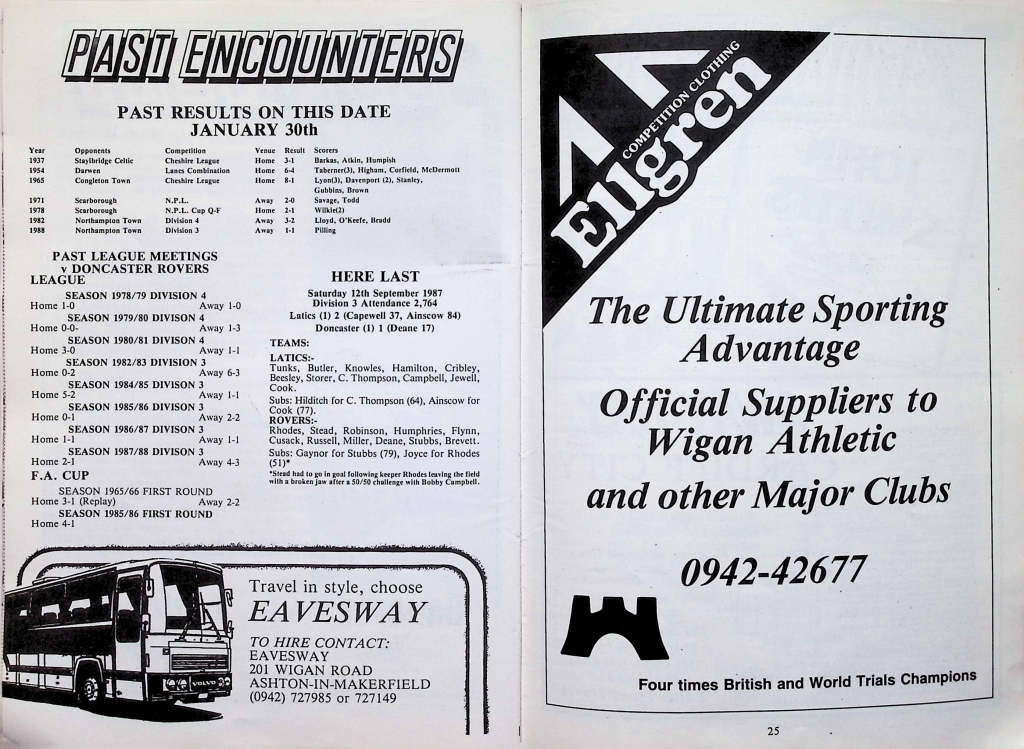 PAST ENCOUNTERS
PAST RESULTS ON THIS DATE
JANUARY 30th
Year Opponents Competition Venue Result Scorers
1937 Staylbridge Celtic Cheshire League Home 3-1 Barkas, Atkin, Humpish
1954 Darwen Lancs Combination Home 6-4 Taberner(3), Higham, Corfield, McDermott
1965 Congleton Town Cheshire League Home 8-1 Lyon(3), Davenport (2), Stanley,
Gubbins, Brown
1971 Scarborough N.P.L. Away 2-0 Savage, Todd
1978 Scarborough N.P.L. Cup Q-F Home 2-1 Wilkie(2)
1982 Northampton Town Division 4 Away 3-2 Lloyd, O'Keefe, Bradd
1988 Northampton Town Division 3 Away 1-1 Pilling
PAST LEAGUE MEETINGS
v DONCASTER ROVERS
LEAGUE
SEASON 1978/79 DIVISION 4
Home 1-0 Away 1-0
SEASON 1979/80 DIVISON 4
Home 0-0- Away 1-3
SEASON 1980/81 DIVISON 4
Home 3-0 Away 1-1
SEASON 1982/83 DIVISION 3
Home 0-2 Away 6-3
SEASON 1984/85 DIVISON 3
Home 5-2 Away 1-1
SEASON 1985/86 DIVISON 3
Home 0-1 Away 2-2
SEASON 1986/87 DIVISON 3
Home 1-1 Away 1-1
SEASON 1987/88 DIVISON 3
Home 2-1 Away 4-3
F.A. CUP
SEASON 1965/66 FIRST ROUND
Home 3-1 (Replay) Away 2-2
SEASON 1985/86 FIRST ROUND
Home 4-1
HERE LAST
Saturday 12th September 1987
Division 3 Attendance 2,764
Latics (1) 2 (Capewell 37, Ainscow 84)
Doncaster (1) 1 (Deane 17)
TEAMS:
LATICS:-
Tunks, Butler, Knowles, Hamilton, Cribley,
Beesley, Storer, C. Thompson, Campbell, Jewell,
Cook.
Subs: Hilditch for C. Thompson (64), Ainscow for
Cook (77).
ROVERS:-
Rhodes, Stead, Robinson, Humphries, Flynn,
Cusack, Russell, Miller, Deane, Stubbs, Brevett.
Subs: Gaynor for Stubbs (79), Joyce for Rhodes
(51)*
*Stead had to go in goal following keeper Rhodes leaving the field
with a broken jaw after a 50/50 challenge with Bobby Campbell.
VOLVO
Travel in style, choose
EAVESWAY
TO HIRE CONTACT:
EAVESWAY
201 WIGAN ROAD
ASHTON-IN-MAKERFIELD
(0942) 727985 or 727149
COMPETITION CLOTHING
Ellgren
The Ultimate Sporting
Advantage
Official Suppliers to
Wigan Athletic
and other Major Clubs
0942-42677
Four times British and World Trials Champions
25